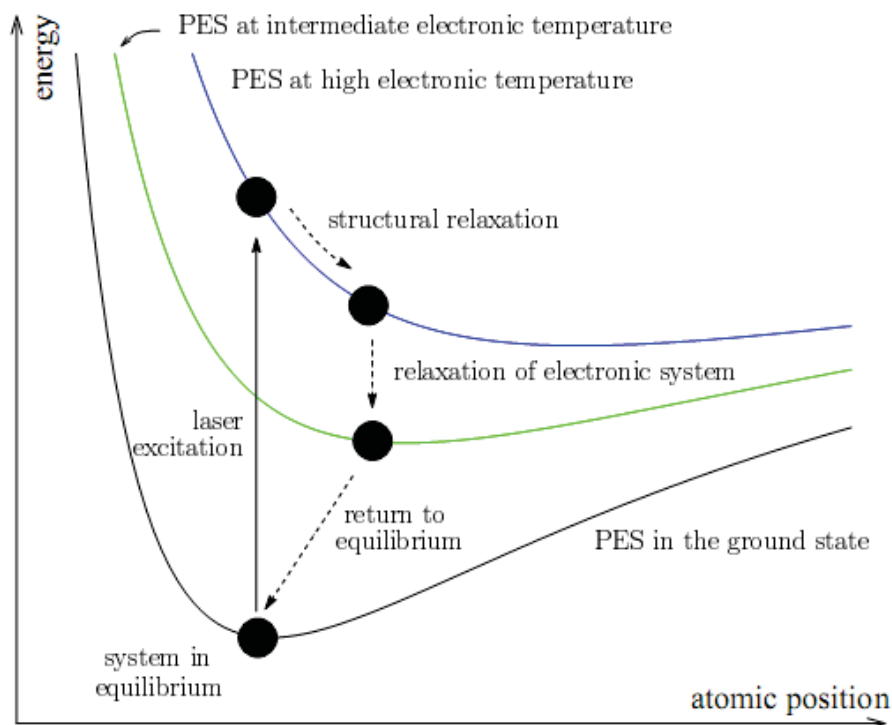 energy
PES at intermediate electronic temperature
PES at high electronic temperature
structural relaxation
relaxation of electronic system
laser
excitation
return to
equilibrium
PES in the ground state
system in
equilibrium
atomic position